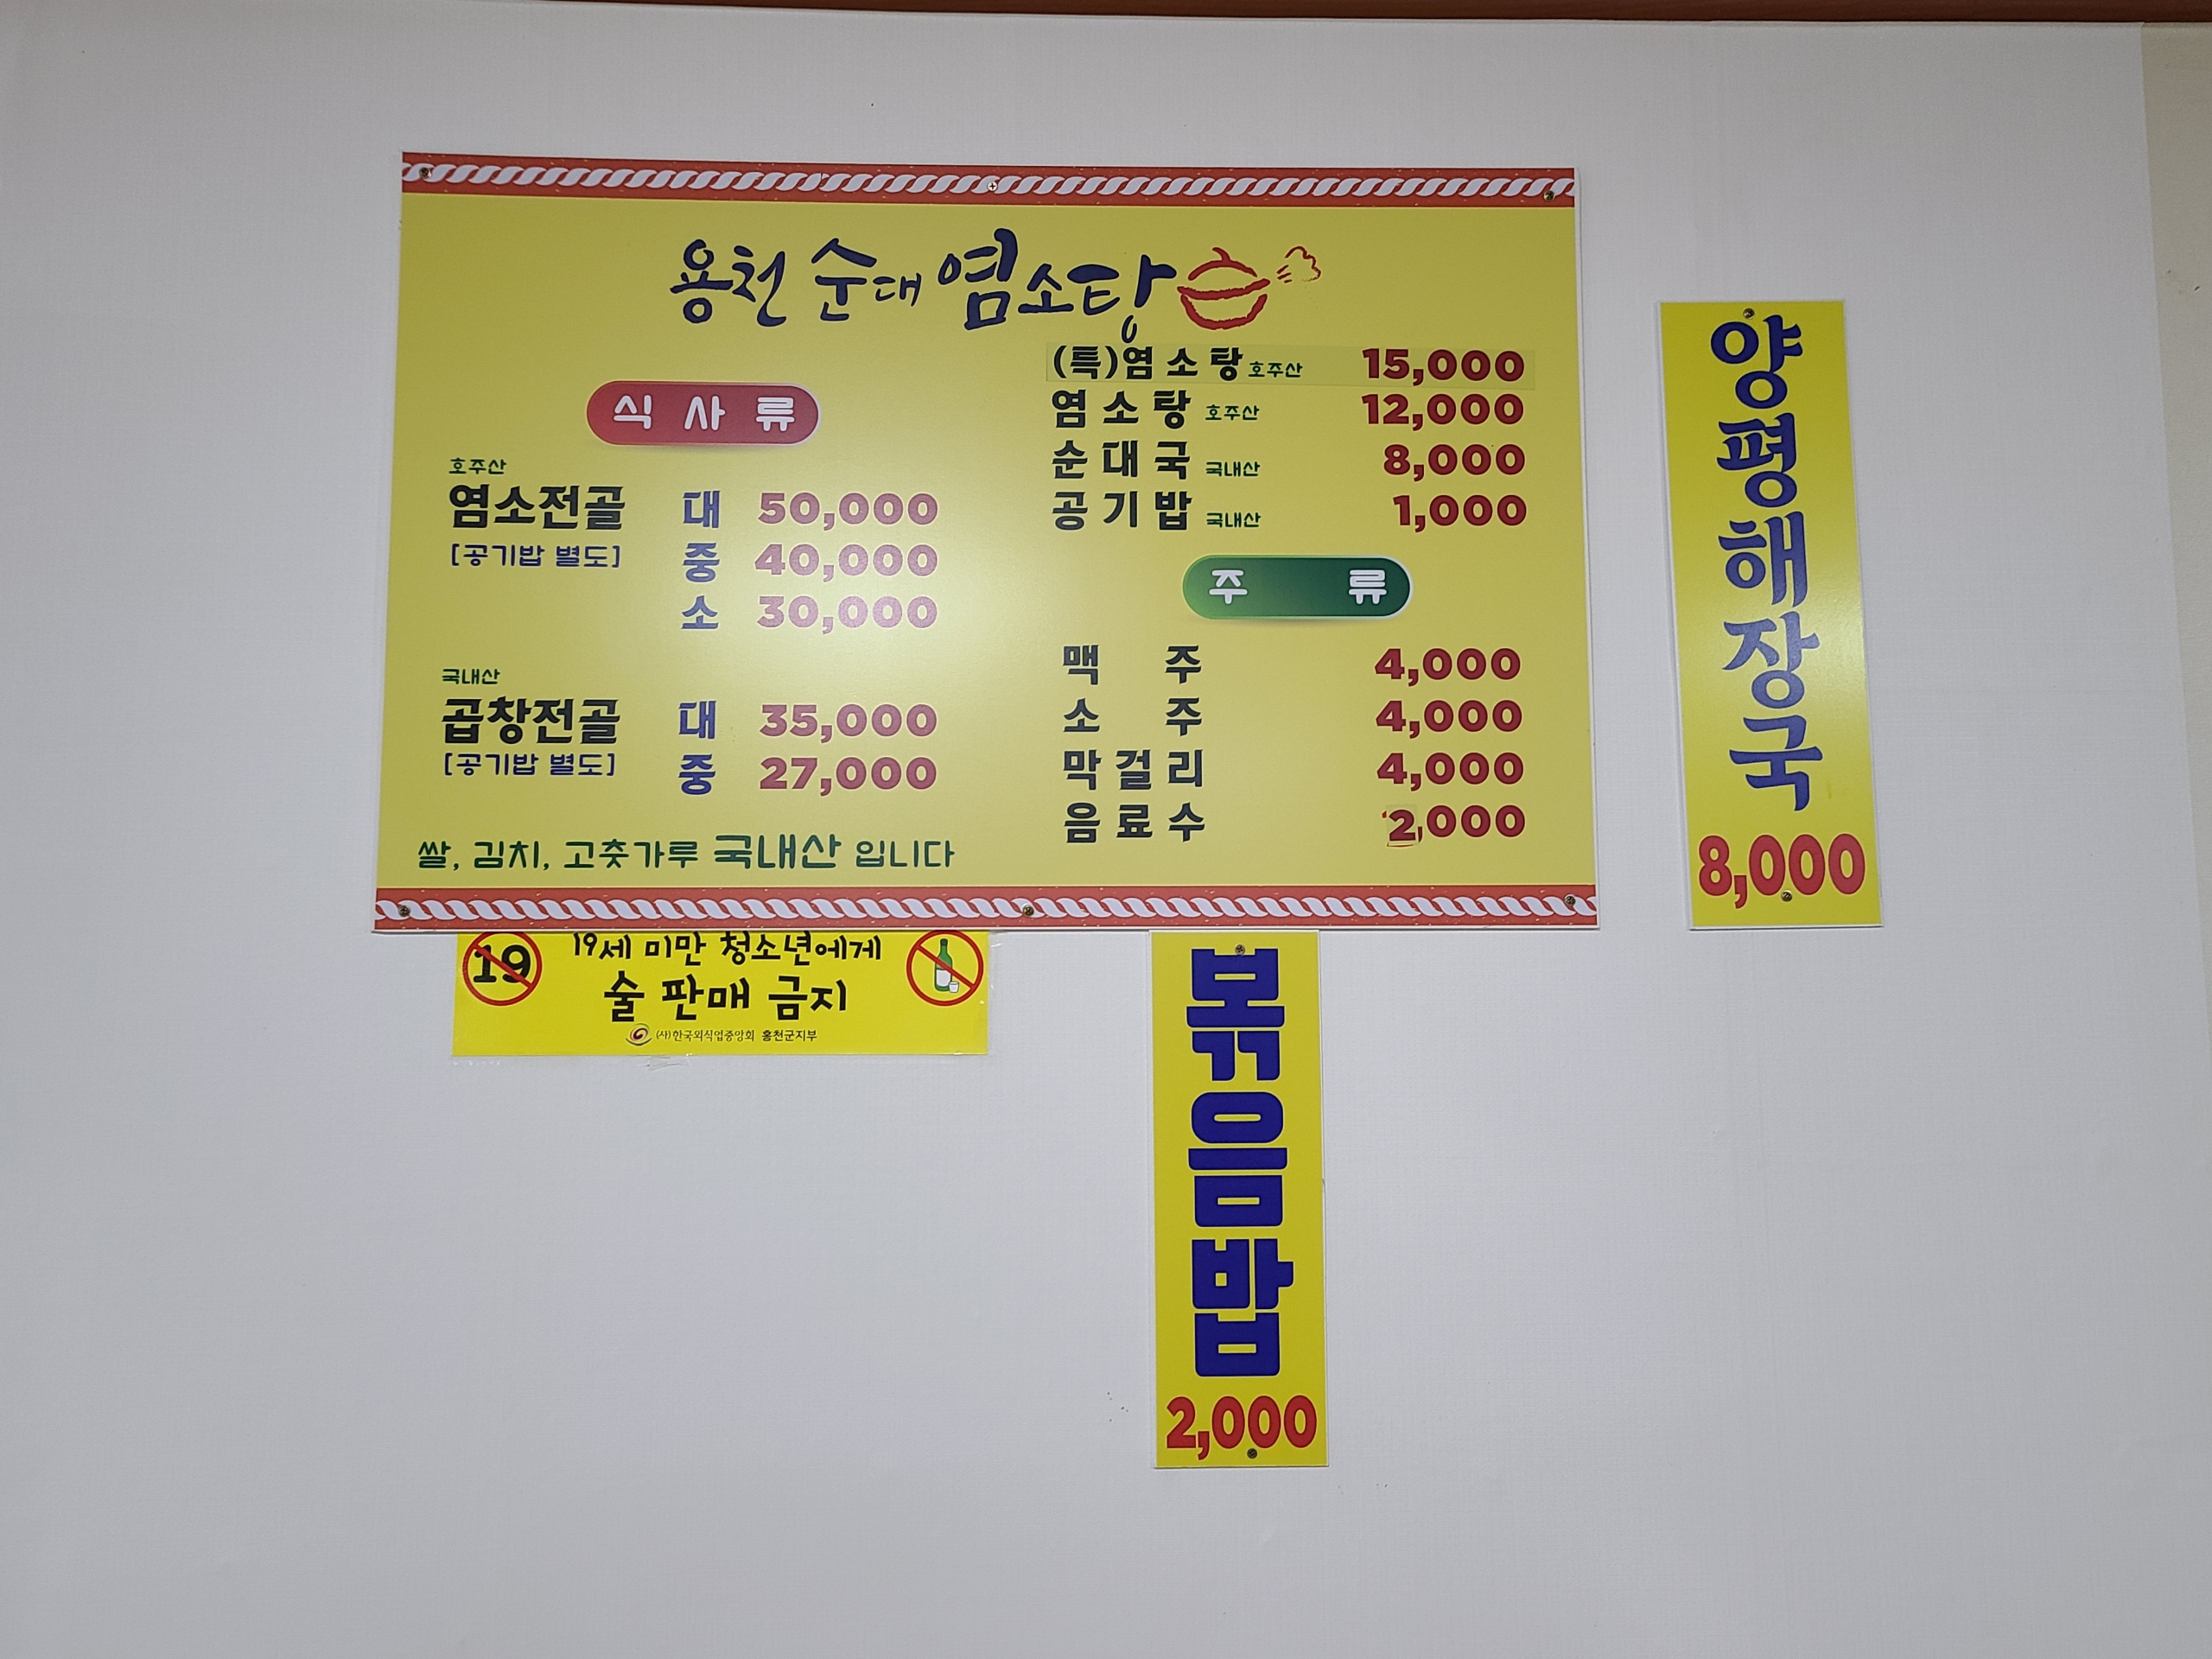 용천 순대 염소탕
식사류
호주산
염소전골 대 50,000
[공기밥 별도] 중 40,000
소 30,000
국내산
곱창전골 대 35,000
[공기밥 별도] 중 27,000
쌀, 김치, 고춧가루 국내산 입니다
(특)염소탕 호주산 15,000
염소탕 호주산 12,000
순대국 국내산 8,000
공기밥 국내산 1,000
주류
맥주 4,000
소주 4,000
막걸리 4,000
음료수 2,000
양평해장국
8,000
19
19세 미만 청소년에게
술 판매 금지
(사)한국외식업중앙회 홍천군지부
볶음밥
2,000